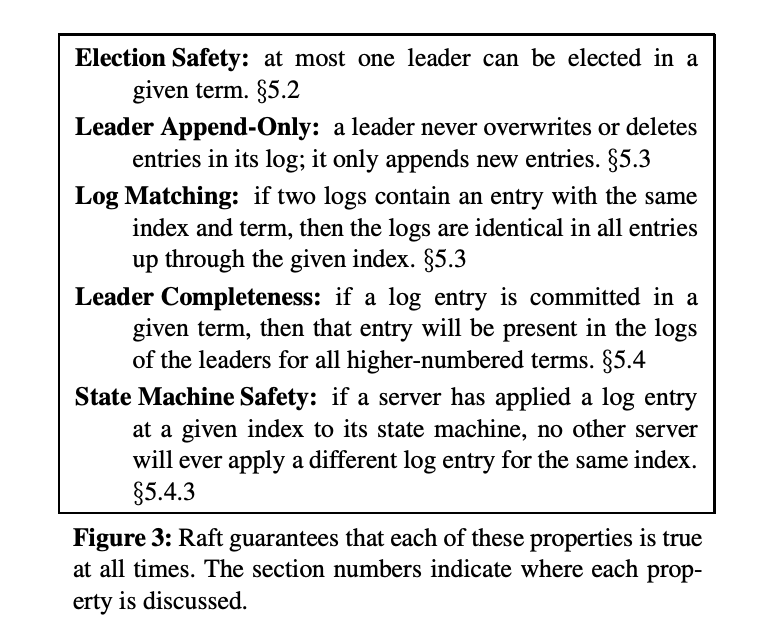 Election Safety: at most one leader can be elected in a
given term. §5.2
Leader Append-Only: a leader never overwrites or deletes
entries in its log; it only appends new entries. §5.3
Log Matching: if two logs contain an entry with the same
index and term, then the logs are identical in all entries
up through the given index. §5.3
Leader Completeness: if a log entry is committed in a
given term, then that entry will be present in the logs
of the leaders for all higher-numbered terms. §5.4
State Machine Safety: if a server has applied a log entry
at a given index to its state machine, no other server
will ever apply a different log entry for the same index.
§5.4.3
Figure 3: Raft guarantees that each of these properties is true
at all times. The section numbers indicate where each prop-
erty is discussed.